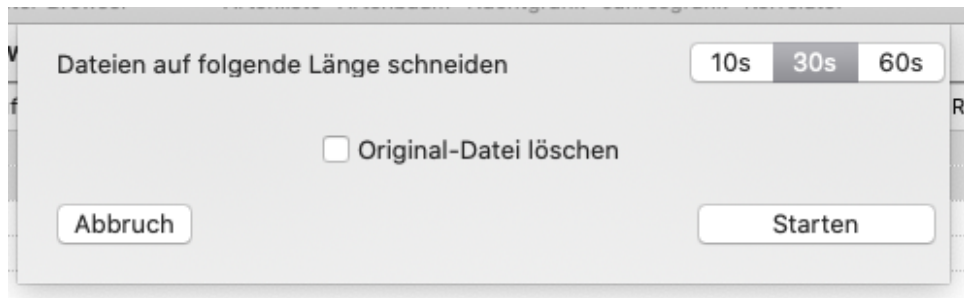 Dateien auf folgende Länge schneiden 10s 30s 60s
Original-Datei löschen
Abbruch Starten